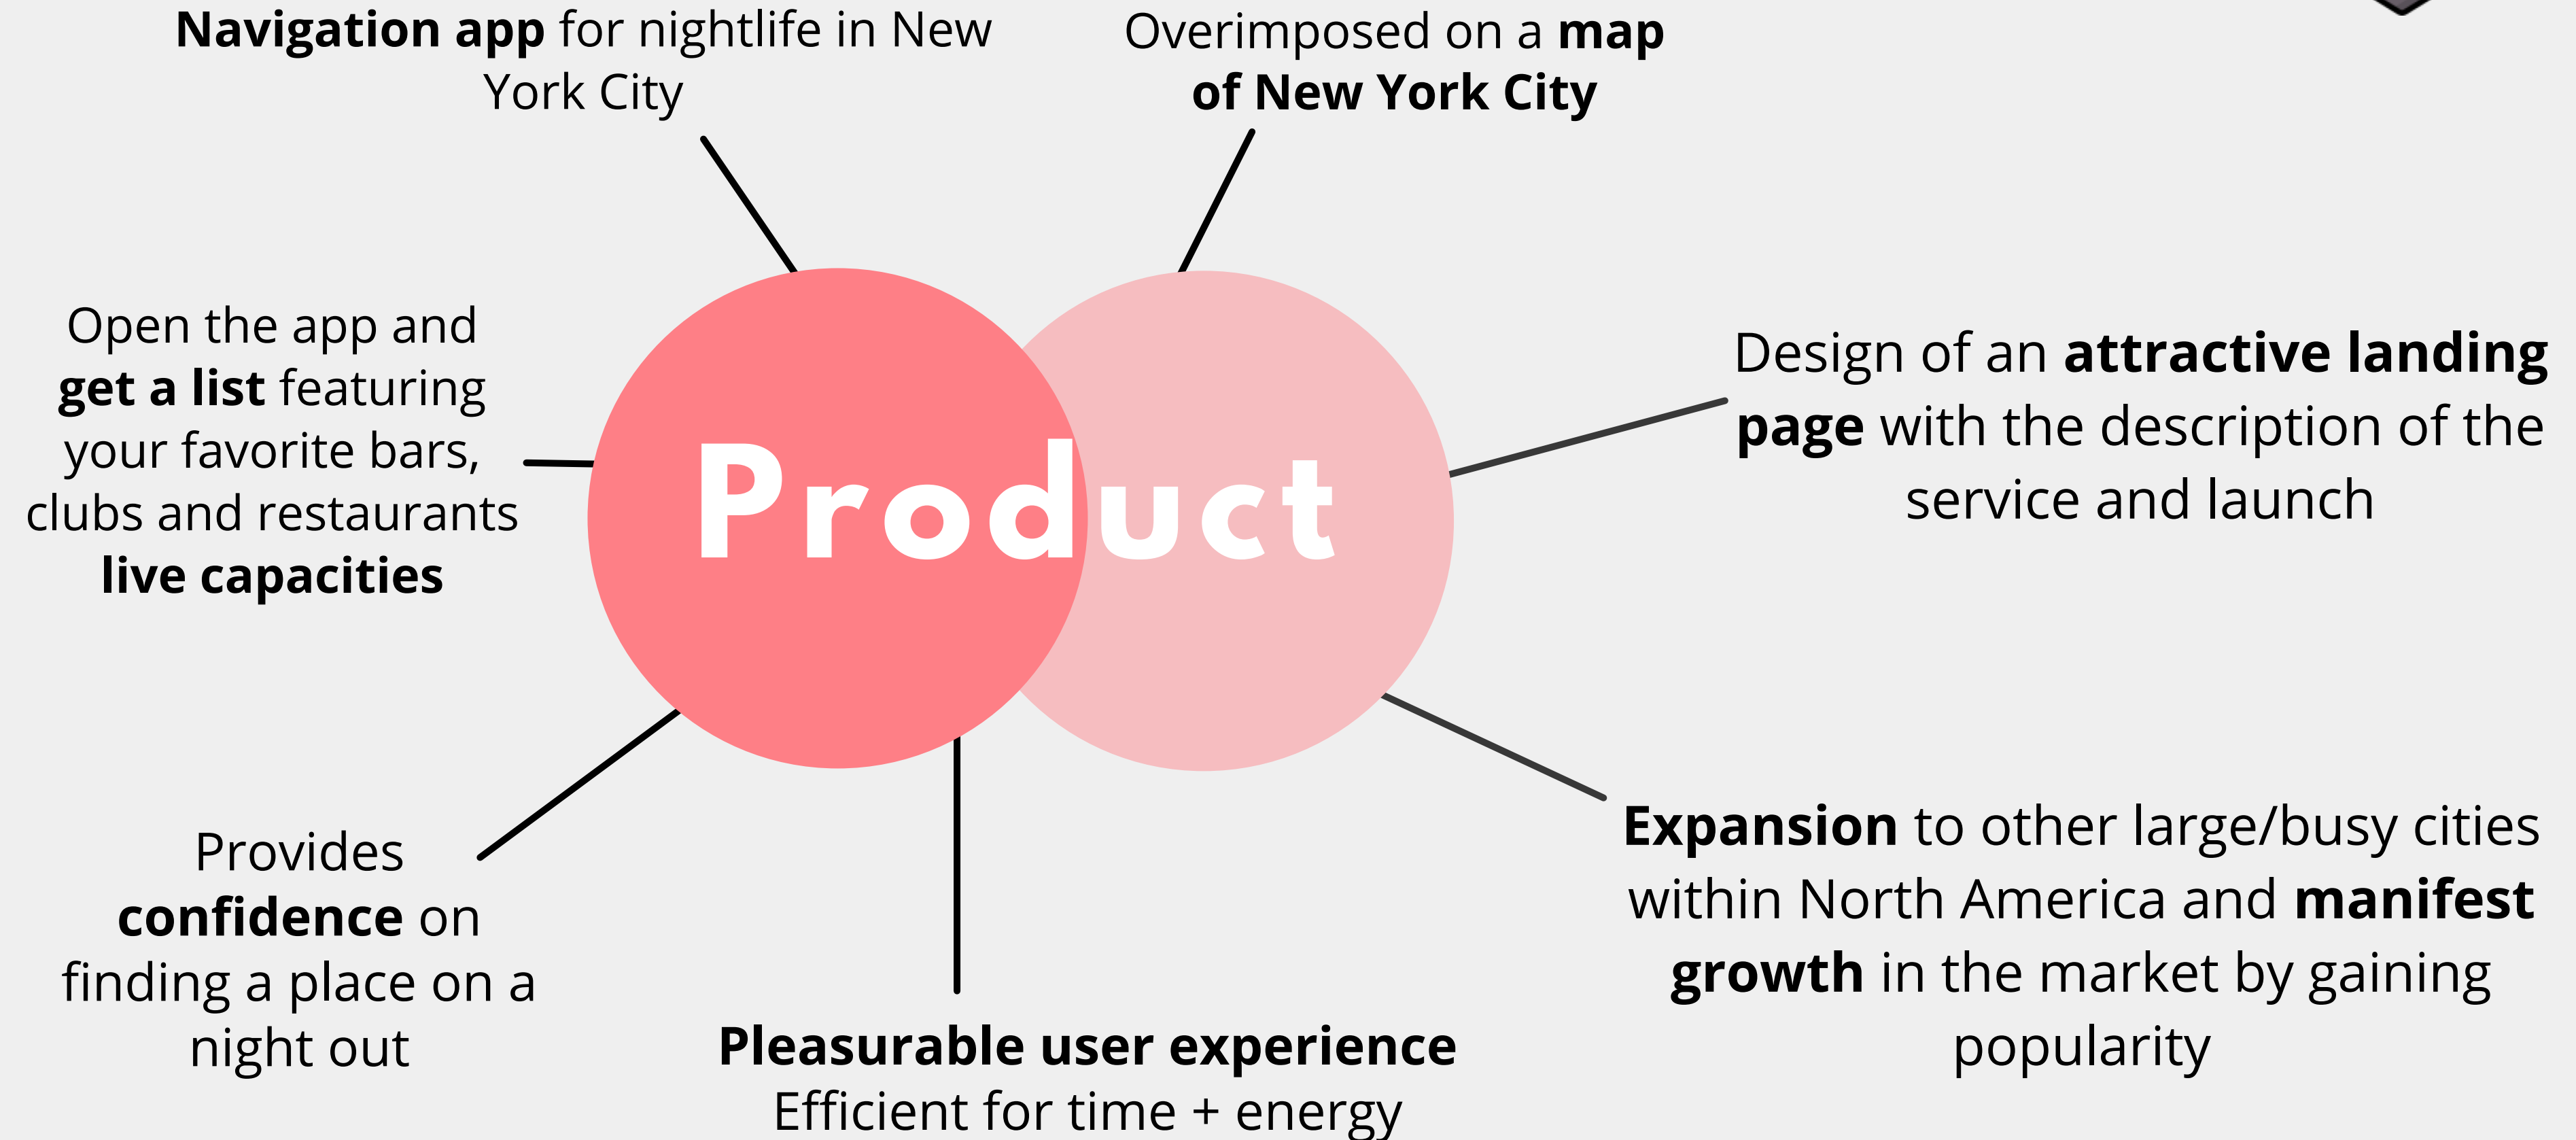 Navigation app for nightlife in New
York City
Overimposed on a map
of New York City
Open the app and
get a list featuring
your favorite bars,
clubs and restaurants
live capacities
Product
Design of an attractive landing
page with the description of the
service and launch
Provides
confidence on
finding a place on a
night out
Pleasurable user experience
Efficient for time + energy
Expansion to other large/busy cities
within North America and manifest
growth in the market by gaining
popularity